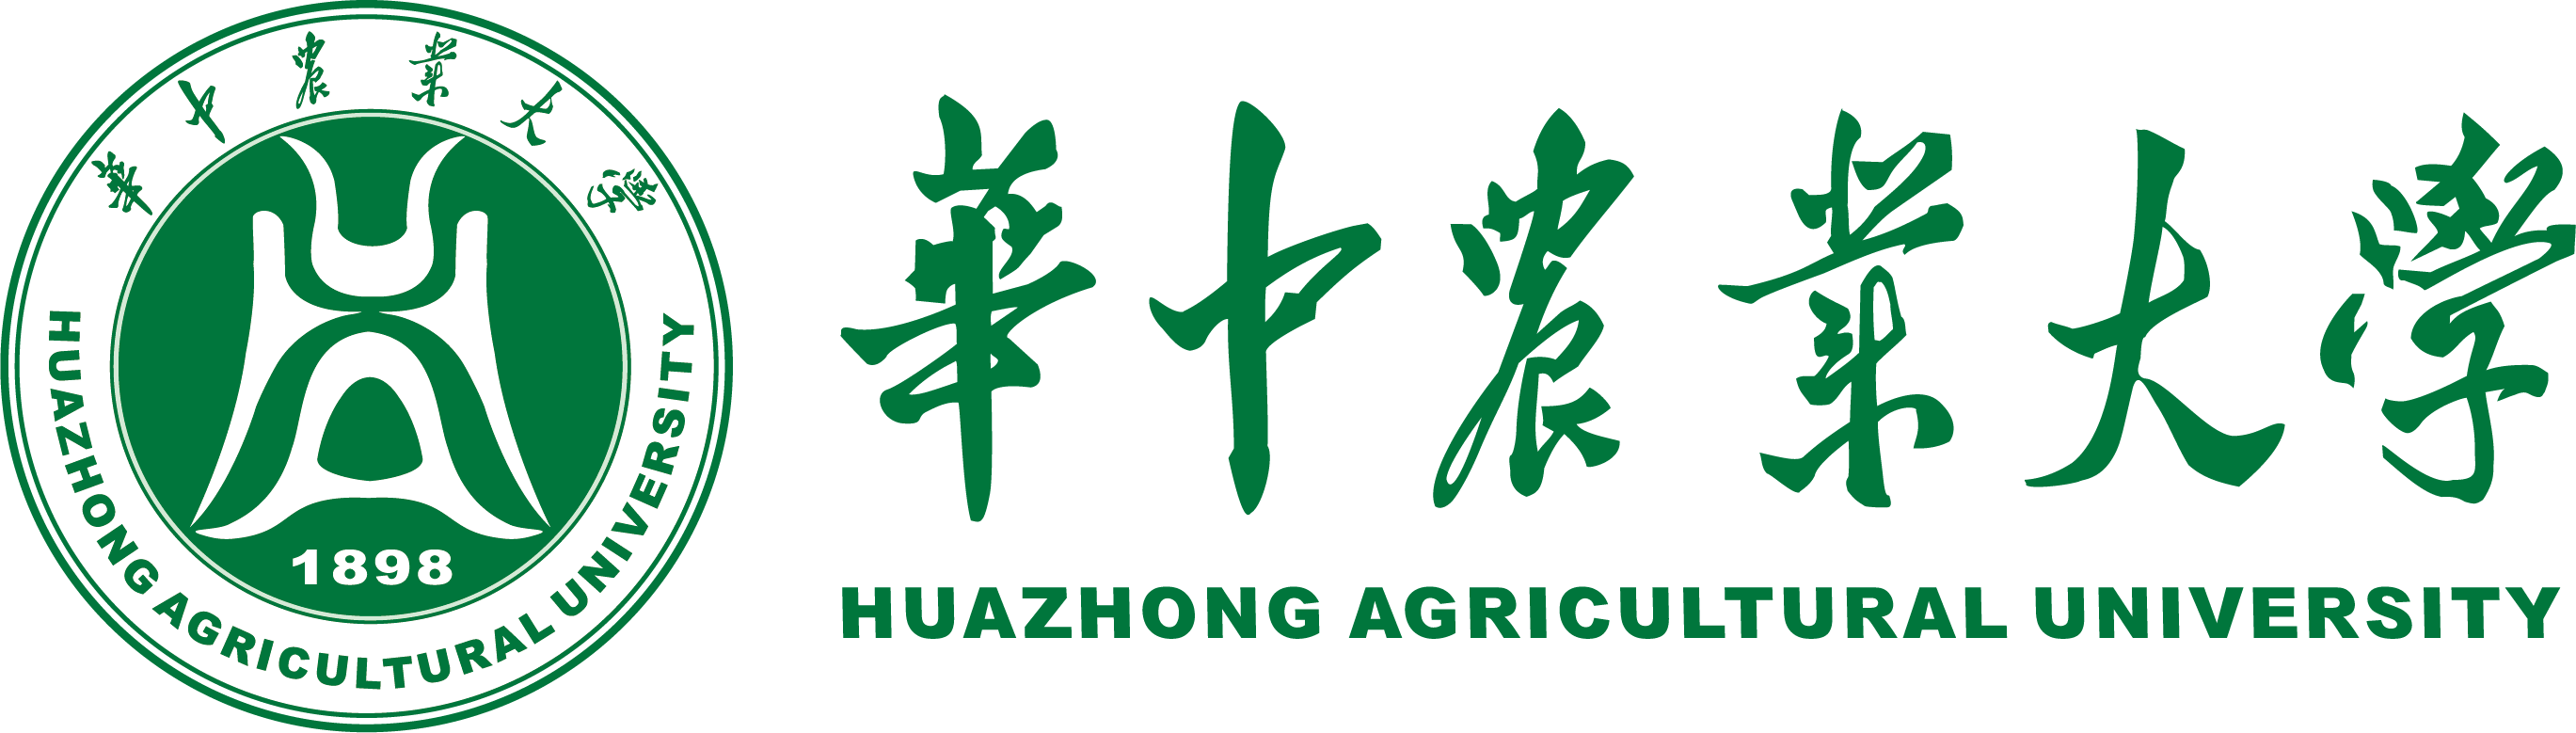 華中農業大學
1898
HUAZHONG AGRICULTURAL UNIVERSITY
華中農業大學
HUAZHONG AGRICULTURAL UNIVERSITY